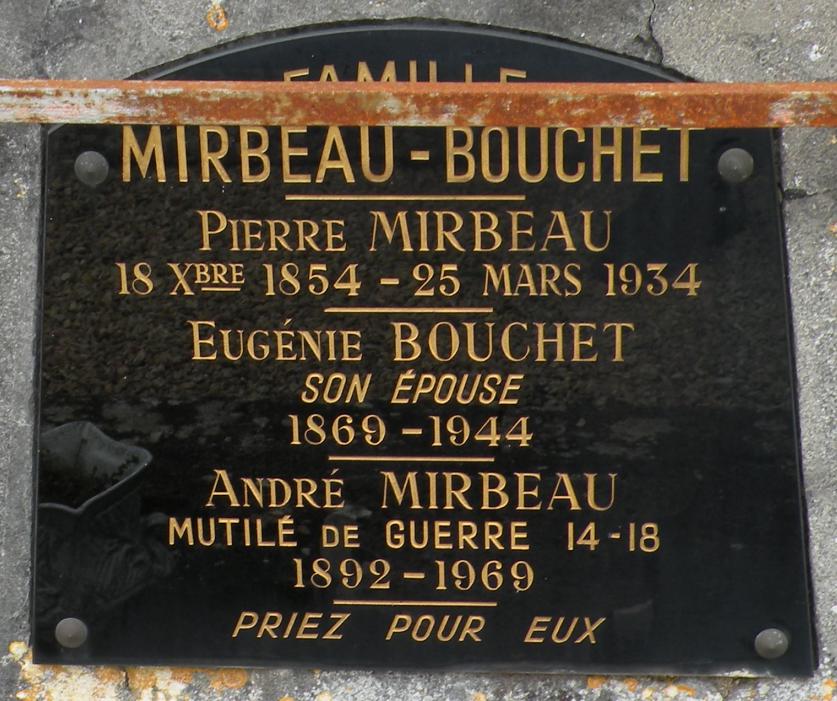 FAMILLE
MIRBEAU - BOUCHET
PIERRE MIRBEAU
18 XBRE 1854 - 25 MARS 1934
EUGÉNIE BOUCHET
SON ÉPOUSE
1869 - 1944
ANDRÉ MIRBEAU
MUTILÉ DE GUERRE 14-18
1892 - 1969
PRIEZ POUR EUX